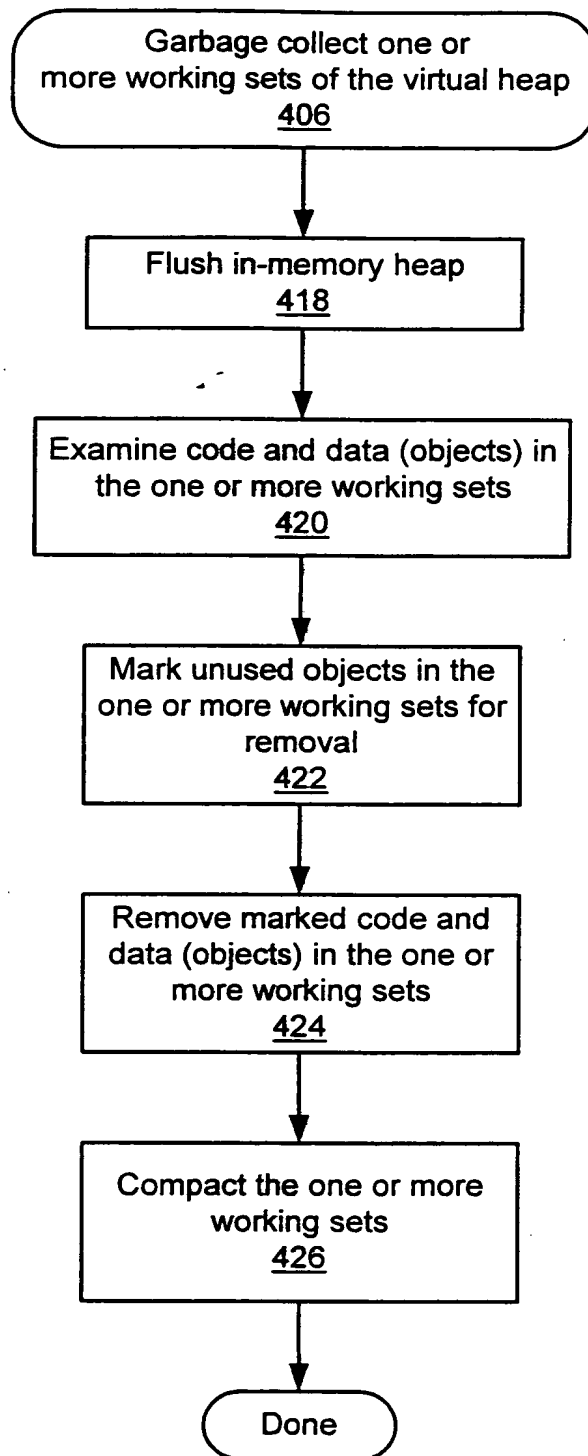 Garbage collect one or
more working sets of the virtual heap
406
Flush in-memory heap
418
Examine code and data (objects) in
the one or more working sets
420
Mark unused objects in the
one or more working sets for
removal
422
Remove marked code and
data (objects) in the one or
more working sets
424
Compact the one or more
working sets
426
Done